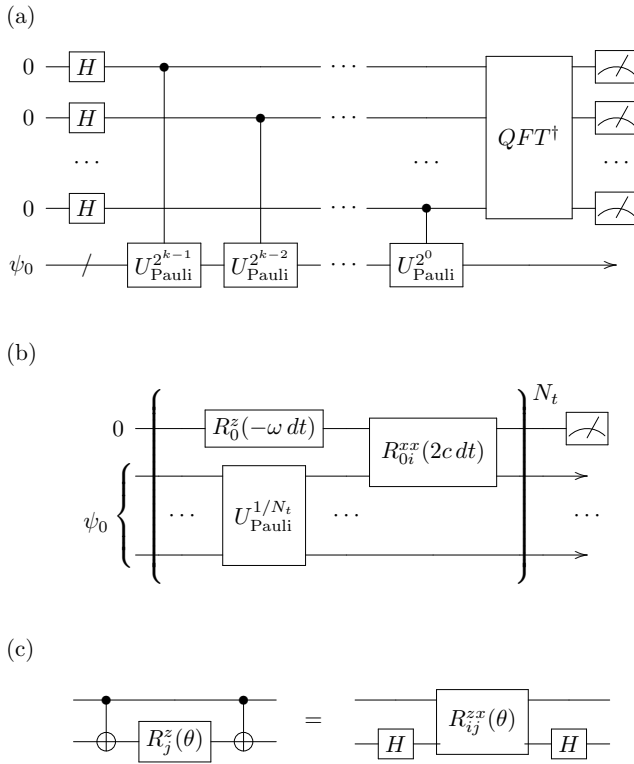 (a)
0 H ⋯ QFT†
0 H ⋯
⋯ ⋯ ⋯
0 H ⋯
ψ₀ U_Pauli^{2^{k−1}} U_Pauli^{2^{k−2}} ⋯ U_Pauli^{2^0}
(b)
N_t
0 R_0^z(−ω dt) R_{0i}^{xx}(2c dt)
ψ₀ ⋯ U_Pauli^{1/N_t} ⋯ ⋯
(c)
R_j^z(θ) = R_{ij}^{zx}(θ)
H H